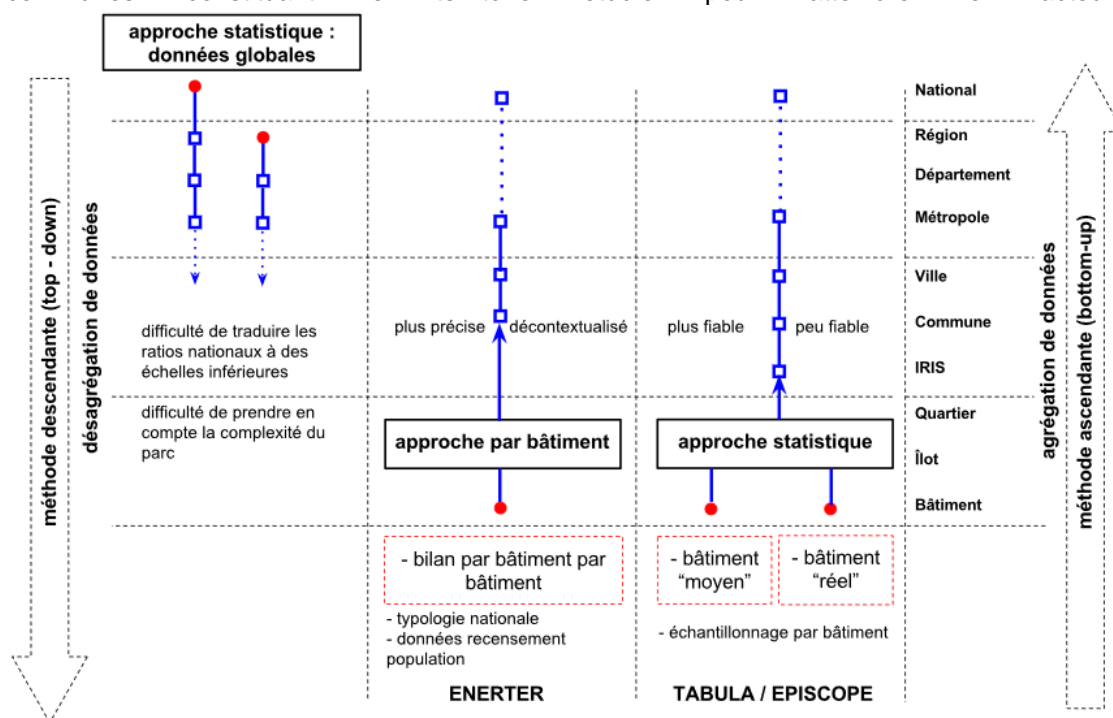 approche statistique :
données globales
National
Région
Département
Métropole
Ville
Commune
IRIS
Quartier
Îlot
Bâtiment
méthode descendante (top - down)
désagrégation de données
difficulté de traduire les
ratios nationaux à des
échelles inférieures
difficulté de prendre en
compte la complexité du
parc
plus précise
décontextualisé
approche par bâtiment
- bilan par bâtiment par
bâtiment
- typologie nationale
- données recensement
population
ENERTER
plus fiable
peu fiable
approche statistique
- bâtiment
“moyen”
- bâtiment
“réel”
- échantillonnage par bâtiment
TABULA / EPISCOPE
agrégation de données
méthode ascendante (bottom-up)